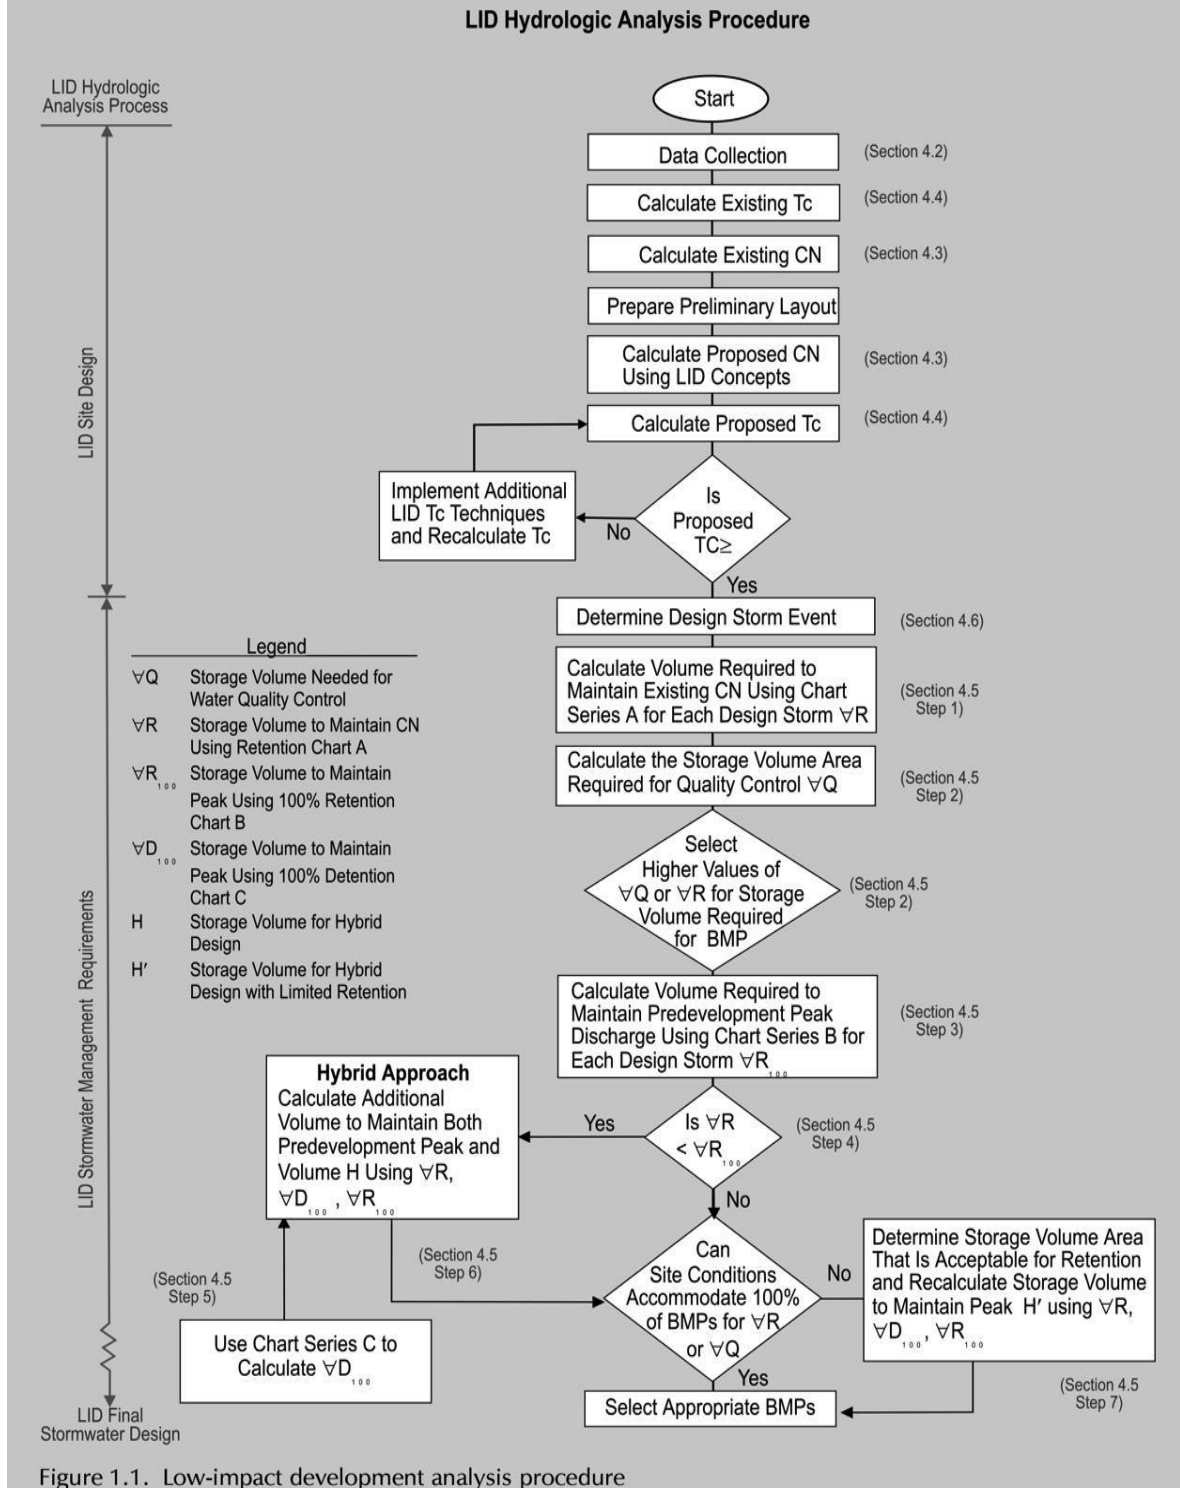 LID Hydrologic Analysis Procedure
LID Hydrologic
Analysis Process
Start
Data Collection
(Section 4.2)
Calculate Existing Tc
(Section 4.4)
Calculate Existing CN
(Section 4.3)
Prepare Preliminary Layout
Calculate Proposed CN
Using LID Concepts
(Section 4.3)
Calculate Proposed Tc
(Section 4.4)
LID Site Design
Implement Additional
LID Tc Techniques
and Recalculate Tc
No
Is
Proposed
TC≥
Yes
Determine Design Storm Event
(Section 4.6)
Calculate Volume Required to
Maintain Existing CN Using Chart
Series A for Each Design Storm ∀R
(Section 4.5
Step 1)
Calculate the Storage Volume Area
Required for Quality Control ∀Q
(Section 4.5
Step 2)
Select
Higher Values of
∀Q or ∀R for Storage
Volume Required
for BMP
(Section 4.5
Step 2)
Legend
∀Q Storage Volume Needed for
Water Quality Control
∀R Storage Volume to Maintain CN
Using Retention Chart A
∀R100 Storage Volume to Maintain
Peak Using 100% Retention
Chart B
∀D100 Storage Volume to Maintain
Peak Using 100% Detention
Chart C
H Storage Volume for Hybrid
Design
H′ Storage Volume for Hybrid
Design with Limited Retention
LID Stormwater Management Requirements
Calculate Volume Required to
Maintain Predevelopment Peak
Discharge Using Chart Series B for
Each Design Storm ∀R100
(Section 4.5
Step 3)
Hybrid Approach
Calculate Additional
Volume to Maintain Both
Predevelopment Peak and
Volume H Using ∀R,
∀D100 , ∀R100
Yes
Is ∀R
< ∀R100
(Section 4.5
Step 4)
No
(Section 4.5
Step 5)
(Section 4.5
Step 6)
Can
Site Conditions
Accommodate 100%
of BMPs for ∀R
or ∀Q
No
Determine Storage Volume Area
That Is Acceptable for Retention
and Recalculate Storage Volume
to Maintain Peak H′ using ∀R,
∀D100 , ∀R100
Use Chart Series C to
Calculate ∀D100
Yes
Select Appropriate BMPs
(Section 4.5
Step 7)
LID Final
Stormwater Design
Figure 1.1. Low-impact development analysis procedure